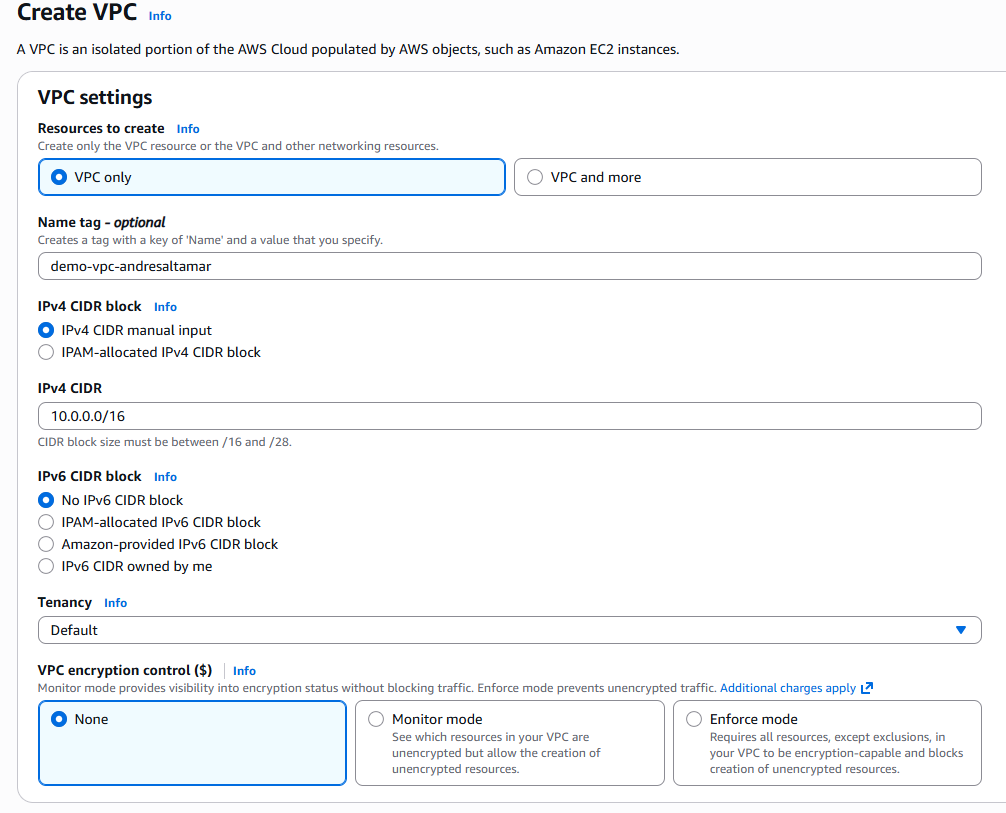 Create VPC Info
A VPC is an isolated portion of the AWS Cloud populated by AWS objects, such as Amazon EC2 instances.
VPC settings
Resources to create Info
Create only the VPC resource or the VPC and other networking resources.
VPC only
VPC and more
Name tag - optional
Creates a tag with a key of 'Name' and a value that you specify.
demo-vpc-andresaltamar
IPv4 CIDR block Info
IPv4 CIDR manual input
IPAM-allocated IPv4 CIDR block
IPv4 CIDR
10.0.0.0/16
CIDR block size must be between /16 and /28.
IPv6 CIDR block Info
No IPv6 CIDR block
IPAM-allocated IPv6 CIDR block
Amazon-provided IPv6 CIDR block
IPv6 CIDR owned by me
Tenancy Info
Default
VPC encryption control ($) Info
Monitor mode provides visibility into encryption status without blocking traffic. Enforce mode prevents unencrypted traffic. Additional charges apply
None
Monitor mode
See which resources in your VPC are
unencrypted but allow the creation of
unencrypted resources.
Enforce mode
Requires all resources, except exclusions, in
your VPC to be encryption-capable and blocks
creation of unencrypted resources.